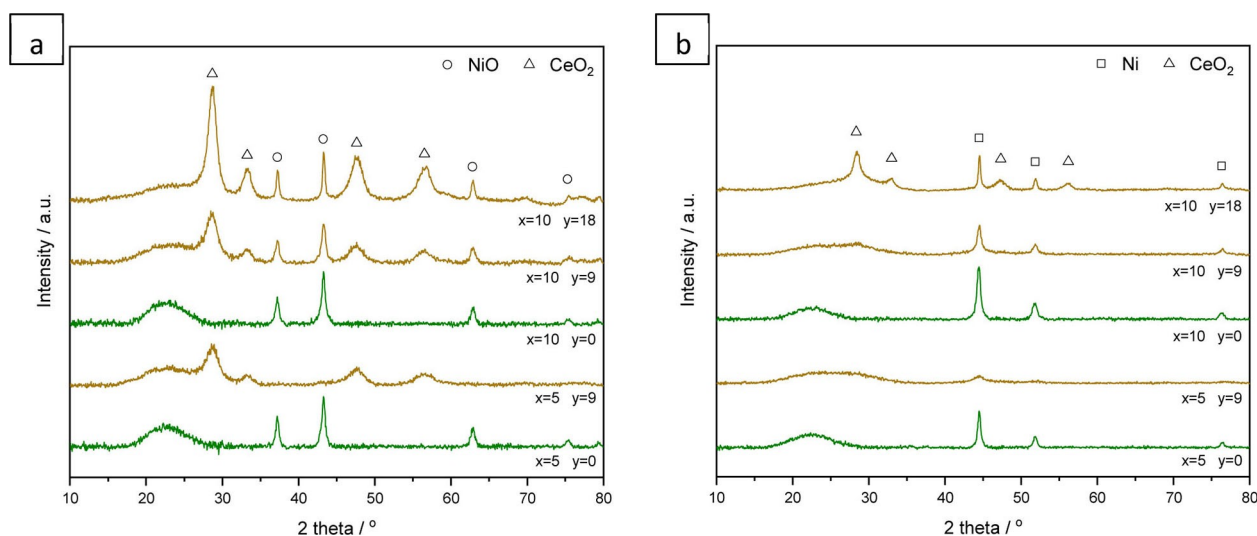 a
○ NiO △ CeO₂
Intensity / a.u.
x=10 y=18
x=10 y=9
x=10 y=0
x=5 y=9
x=5 y=0
10 20 30 40 50 60 70 80
2 theta / °
b
□ Ni △ CeO₂
Intensity / a.u.
x=10 y=18
x=10 y=9
x=10 y=0
x=5 y=9
x=5 y=0
10 20 30 40 50 60 70 80
2 theta / °